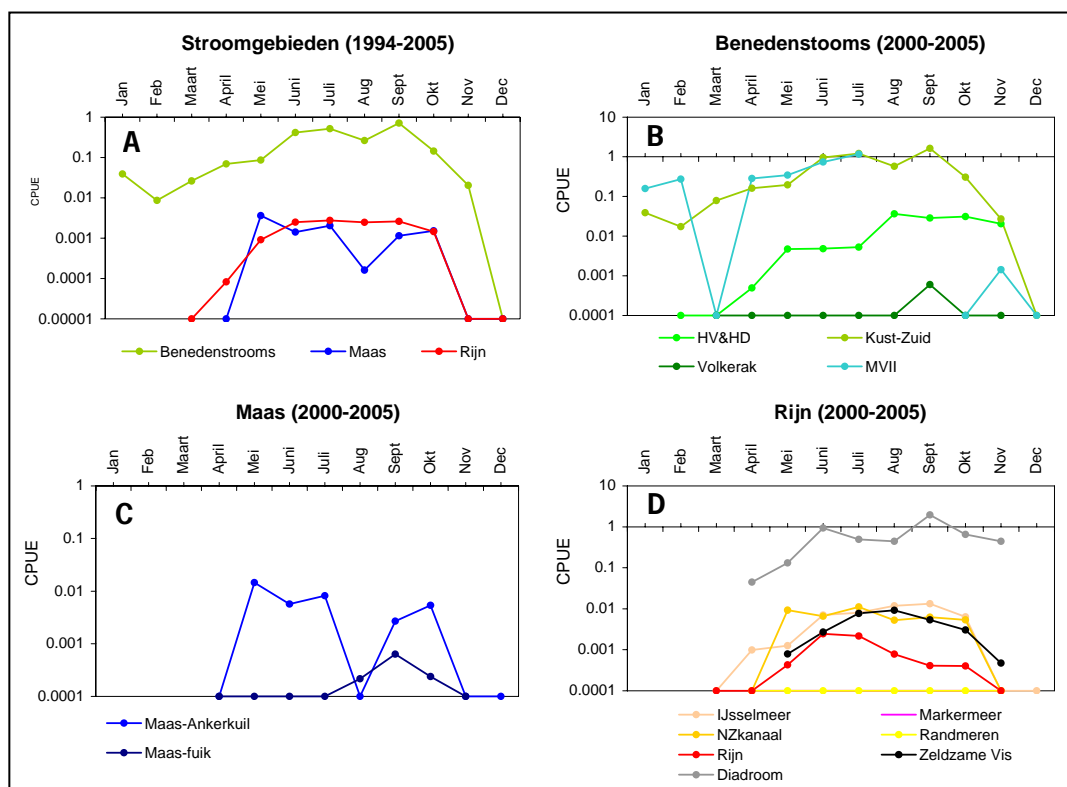 Stroomgebieden (1994-2005)
Jan Feb Maart April Mei Juni Juli Aug Sept Okt Nov Dec
A
CPUE
1
0.1
0.01
0.001
0.0001
0.00001
Benedenstrooms Maas Rijn
Benedenstooms (2000-2005)
Jan Feb Maart April Mei Juni Juli Aug Sept Okt Nov Dec
B
CPUE
10
1
0.1
0.01
0.001
0.0001
HV&HD Kust-Zuid
Volkerak MVII
Maas (2000-2005)
Jan Feb Maart April Mei Juni Juli Aug Sept Okt Nov Dec
C
CPUE
1
0.1
0.01
0.001
0.0001
Maas-Ankerkuil
Maas-fuik
Rijn (2000-2005)
Jan Feb Maart April Mei Juni Juli Aug Sept Okt Nov Dec
D
CPUE
10
1
0.1
0.01
0.001
0.0001
IJsselmeer Markermeer
NZkanaal Randmeren
Rijn Zeldzame Vis
Diadroom